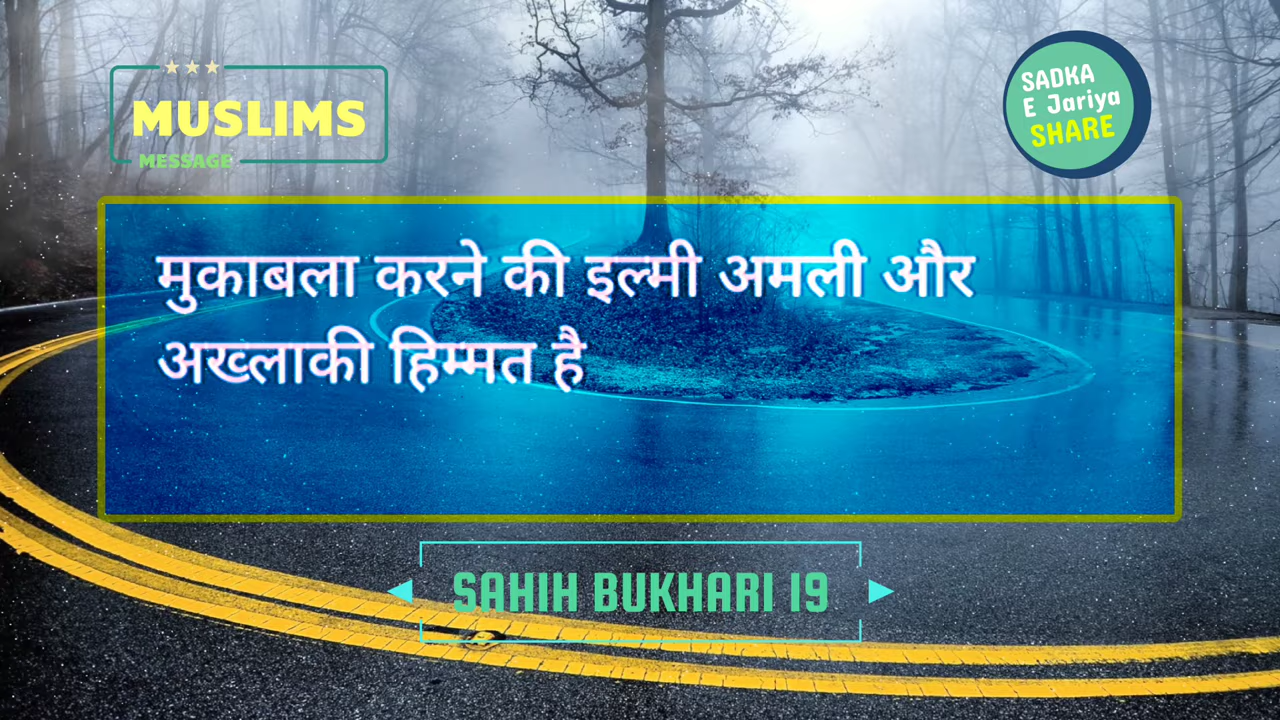 MUSLIMS
MESSAGE
SADKA
E Jariya
SHARE
मुकाबला करने की इल्मी अमली और
अख्लाकी हिम्मत है
SAHIH BUKHARI 19